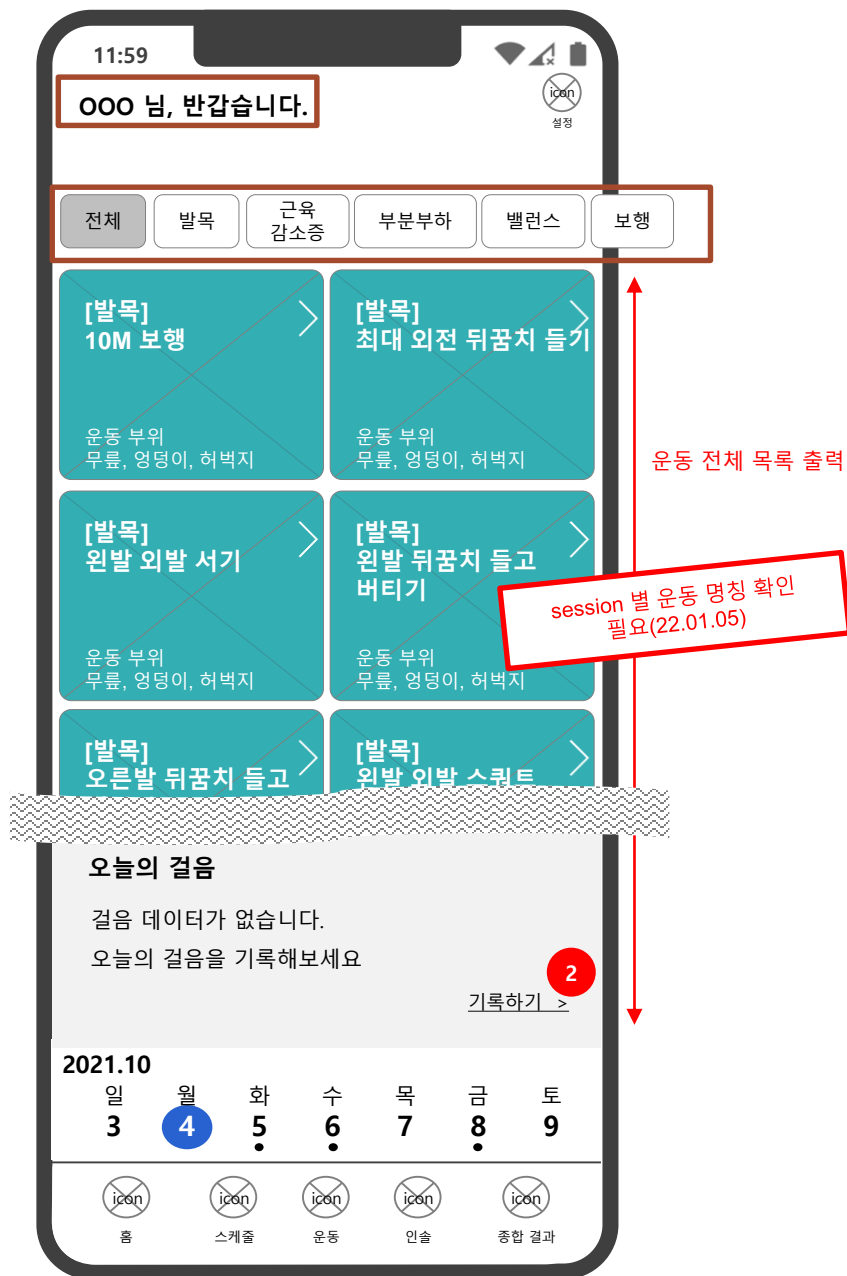 11:59
OOO 님, 반갑습니다.
icon
설정
전체
발목
근육
감소증
부분부하
밸런스
보행
[발목]
10M 보행
운동 부위
무릎, 엉덩이, 허벅지
[발목]
최대 외전 뒤꿈치 들기
운동 부위
무릎, 엉덩이, 허벅지
운동 전체 목록 출력
[발목]
왼발 외발 서기
운동 부위
무릎, 엉덩이, 허벅지
[발목]
왼발 뒤꿈치 들고
버티기
운동 부위
무릎, 엉덩이, 허벅지
session 별 운동 명칭 확인
필요(22.01.05)
[발목]
오른발 뒤꿈치 들고
[발목]
왼발 외발 스쿼트
오늘의 걸음
걸음 데이터가 없습니다.
오늘의 걸음을 기록해보세요
2
기록하기 >
2021.10
일 월 화 수 목 금 토
3 4 5 6 7 8 9
icon icon icon icon icon
홈 스케줄 운동 인솔 종합 결과